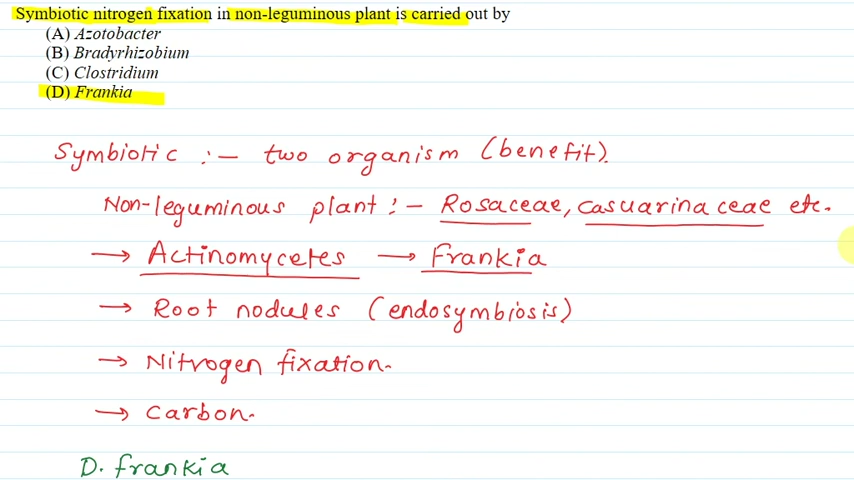 Symbiotic nitrogen fixation in non-leguminous plant is carried out by
(A) Azotobacter
(B) Bradyrhizobium
(C) Clostridium
(D) Frankia
Symbiotic :- two organism (benefit).
Non-leguminous plant :- Rosaceae, casuarinaceae etc.
→ Actinomycetes → Frankia
→ Root nodules (endosymbiosis)
→ Nitrogen fixation.
→ Carbon.
D. frankia